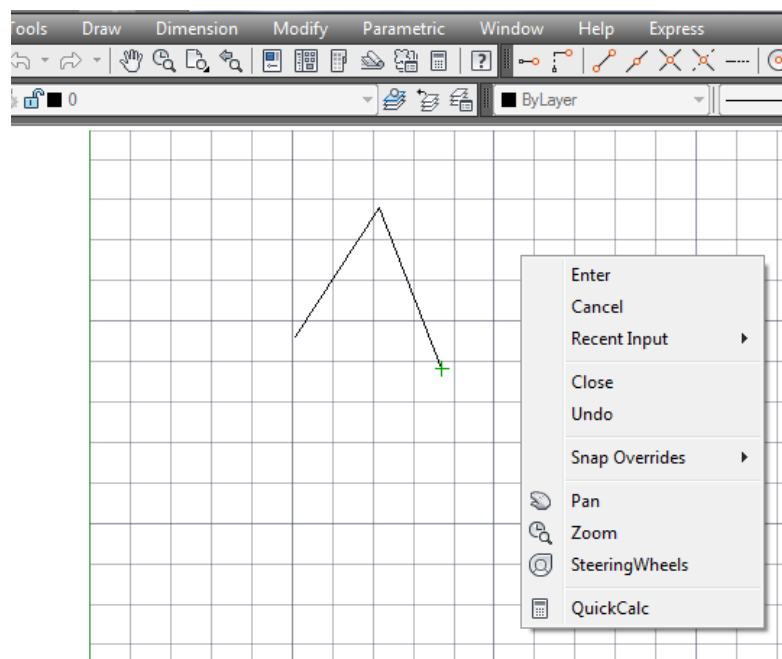 Tools Draw Dimension Modify Parametric Window Help Express
0 ByLayer
Enter
Cancel
Recent Input
Close
Undo
Snap Overrides
Pan
Zoom
SteeringWheels
QuickCalc